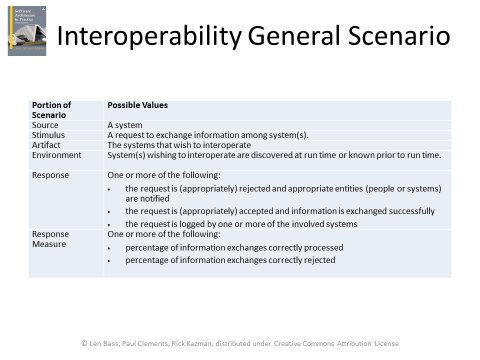 Software
Architecture
in Practice
Interoperability General Scenario
Portion of
Scenario
Possible Values
Source
A system
Stimulus
A request to exchange information among system(s).
Artifact
The systems that wish to interoperate
Environment
System(s) wishing to interoperate are discovered at run time or known prior to run time.
Response
One or more of the following:
• the request is (appropriately) rejected and appropriate entities (people or systems)
are notified
• the request is (appropriately) accepted and information is exchanged successfully
• the request is logged by one or more of the involved systems
Response
Measure
One or more of the following:
• percentage of information exchanges correctly processed
• percentage of information exchanges correctly rejected
© Len Bass, Paul Clements, Rick Kazman, distributed under Creative Commons Attribution License